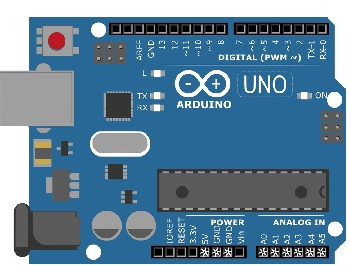 AREF
GND
13
12
~11
~10
~9
8
7
~6
~5
4
~3
2
TX-1
RX-0
DIGITAL (PWM ~)
L
TX
RX
ARDUINO
UNO
ON
IOREF
RESET
3.3V
5V
GND
GND
Vin
POWER
ANALOG IN
A0
A1
A2
A3
A4
A5